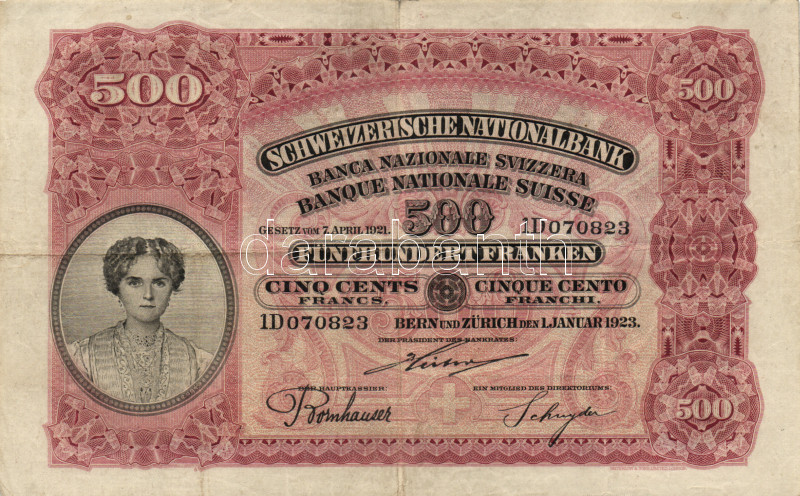 500
500
SCHWEIZERISCHE NATIONALBANK
BANCA NAZIONALE SVIZZERA
BANQUE NATIONALE SUISSE
GESETZ VOM 7. APRIL 1921. 500 1D070823
darabanth
FÜNFHUNDERT FRANKEN
CINQ CENTS FRANCS.
CINQUE CENTO FRANCHI.
1D070823 BERN UND ZÜRICH DEN 1. JANUAR 1923.
DER PRÄSIDENT DES BANKRATES:
DER HAUPTKASSIER: EIN MITGLIED DES DIREKTORIUMS:
Bornhauser Schnyder
500